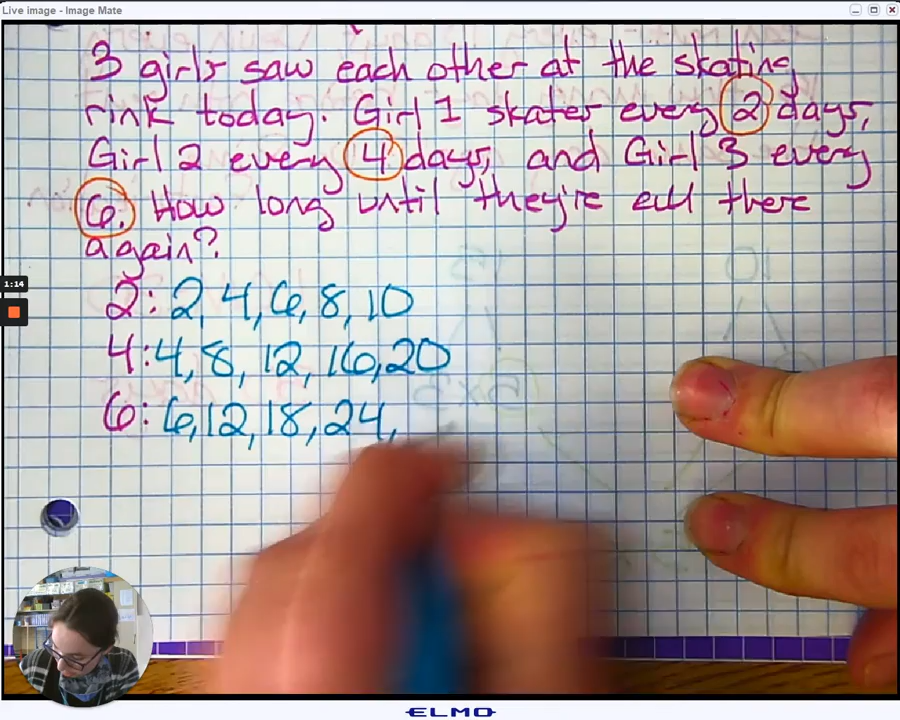 Live image - Image Mate
3 girls saw each other at the skating
rink today. Girl 1 skates every 2 days,
Girl 2 every 4 days, and Girl 3 every
6. How long until they're all there
again?
1:14
2: 2, 4, 6, 8, 10
4: 4, 8, 12, 16, 20
6: 6, 12, 18, 24,
ELMO